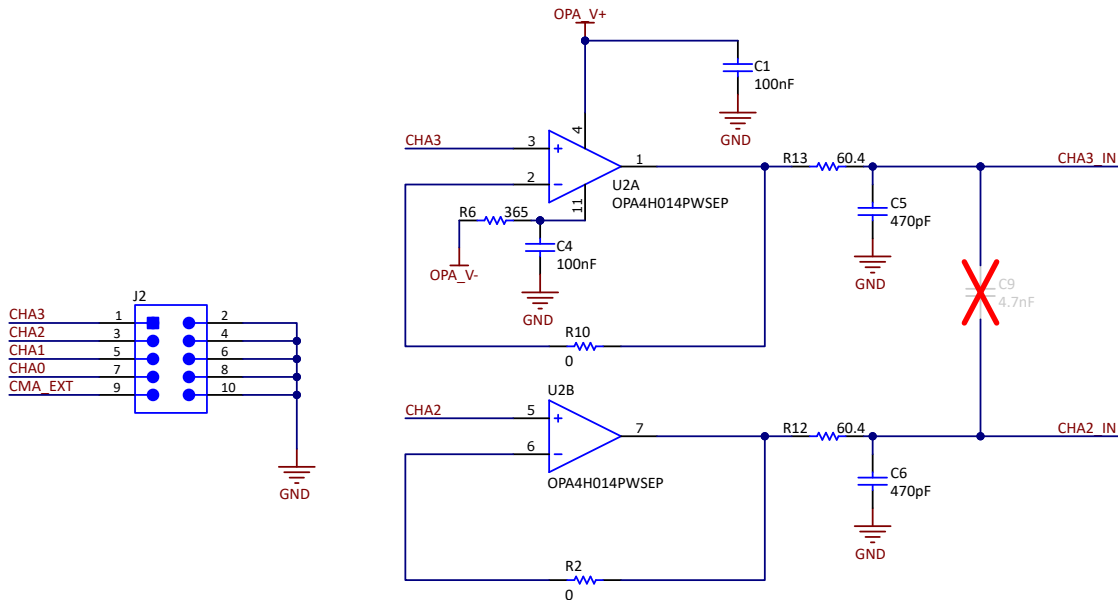 OPA_V+
C1
100nF
GND
4
CHA3
3
1
2
U2A
OPA4H014PWSEP
11
R6
365
C4
100nF
OPA_V-
GND
R13
60.4
CHA3_IN
C5
470pF
GND
C9
4.7nF
R10
0
J2
CHA3
1
2
CHA2
3
4
CHA1
5
6
CHA0
7
8
CMA_EXT
9
10
GND
U2B
CHA2
5
7
6
OPA4H014PWSEP
R12
60.4
CHA2_IN
C6
470pF
GND
R2
0